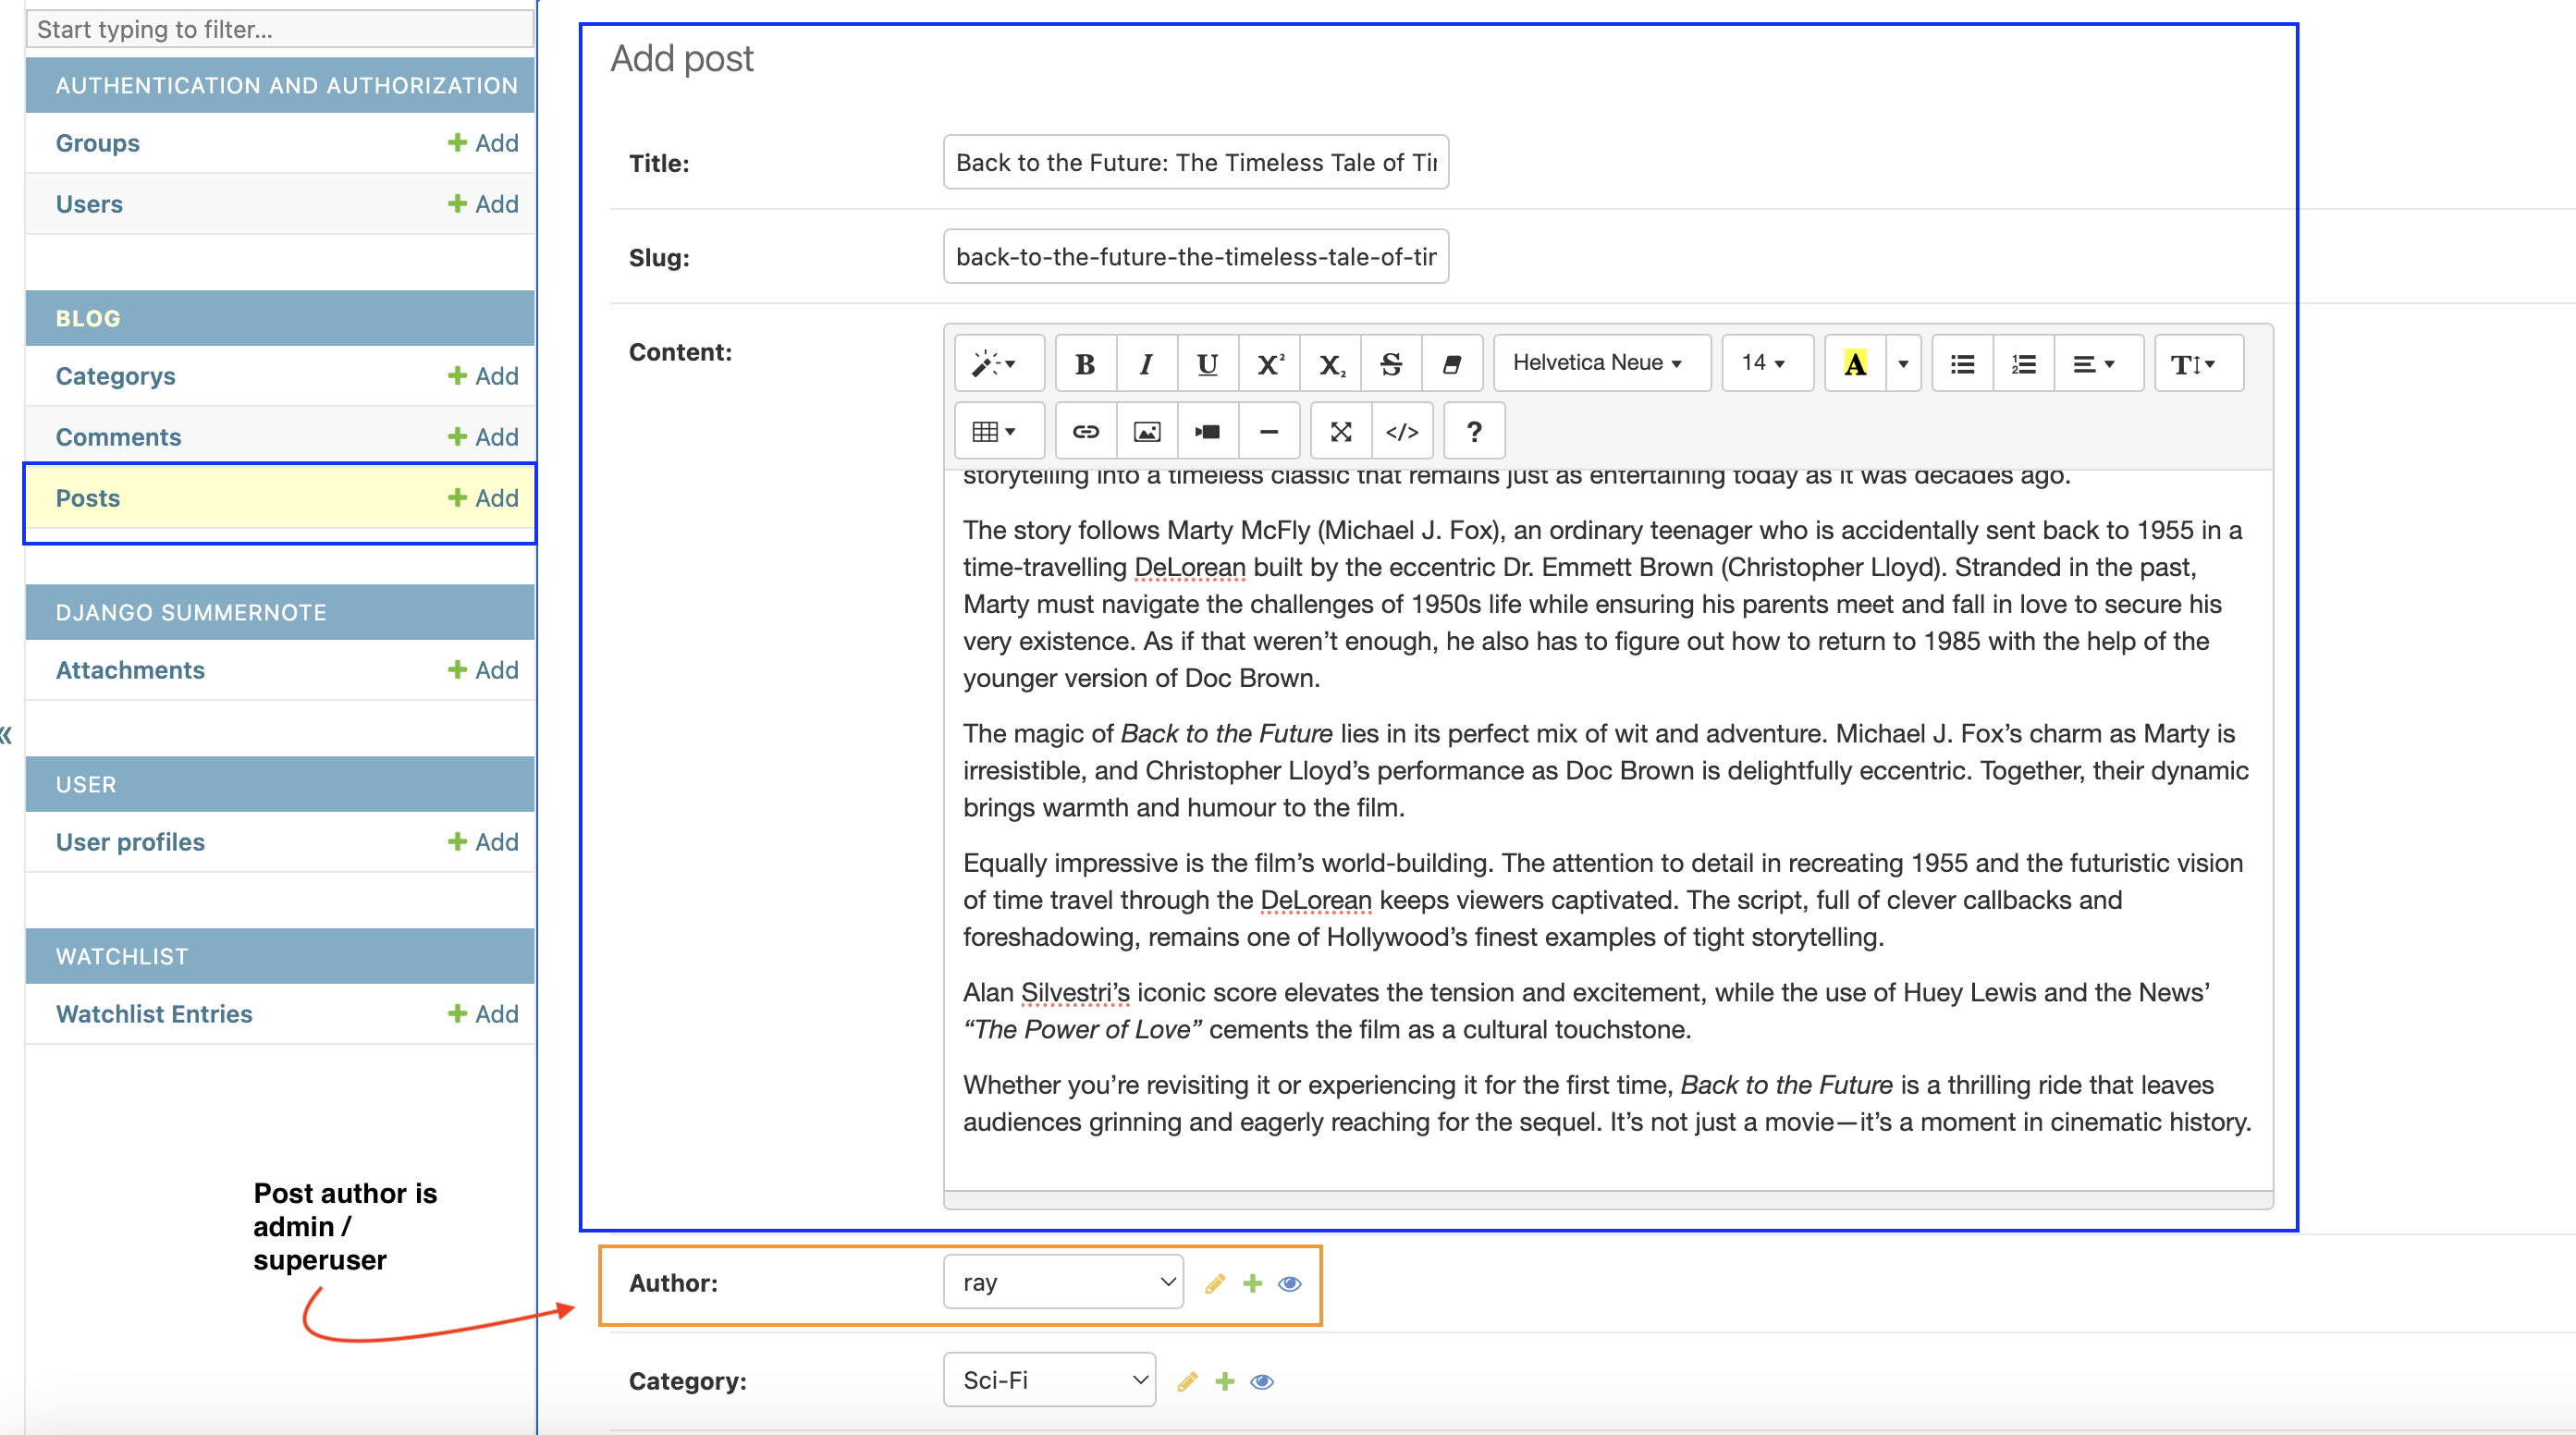 Start typing to filter...
AUTHENTICATION AND AUTHORIZATION
Groups + Add
Users + Add
BLOG
Categorys + Add
Comments + Add
Posts + Add
DJANGO SUMMERNOTE
Attachments + Add
«
USER
User profiles + Add
WATCHLIST
Watchlist Entries + Add
Post author is
admin /
superuser
Add post
Title: Back to the Future: The Timeless Tale of
Slug: back-to-the-future-the-timeless-tale-of-
Content:
B I U X² X₂ S Helvetica Neue 14 A T
</> ?
storytelling into a timeless classic that remains just as entertaining today as it was decades ago.
The story follows Marty McFly (Michael J. Fox), an ordinary teenager who is accidentally sent back to 1955 in a
time-travelling DeLorean built by the eccentric Dr. Emmett Brown (Christopher Lloyd). Stranded in the past,
Marty must navigate the challenges of 1950s life while ensuring his parents meet and fall in love to secure his
very existence. As if that weren’t enough, he also has to figure out how to return to 1985 with the help of the
younger version of Doc Brown.
The magic of Back to the Future lies in its perfect mix of wit and adventure. Michael J. Fox’s charm as Marty is
irresistible, and Christopher Lloyd’s performance as Doc Brown is delightfully eccentric. Together, their dynamic
brings warmth and humour to the film.
Equally impressive is the film’s world-building. The attention to detail in recreating 1955 and the futuristic vision
of time travel through the DeLorean keeps viewers captivated. The script, full of clever callbacks and
foreshadowing, remains one of Hollywood’s finest examples of tight storytelling.
Alan Silvestri’s iconic score elevates the tension and excitement, while the use of Huey Lewis and the News’
“The Power of Love” cements the film as a cultural touchstone.
Whether you’re revisiting it or experiencing it for the first time, Back to the Future is a thrilling ride that leaves
audiences grinning and eagerly reaching for the sequel. It’s not just a movie—it’s a moment in cinematic history.
Author: ray
Category: Sci-Fi